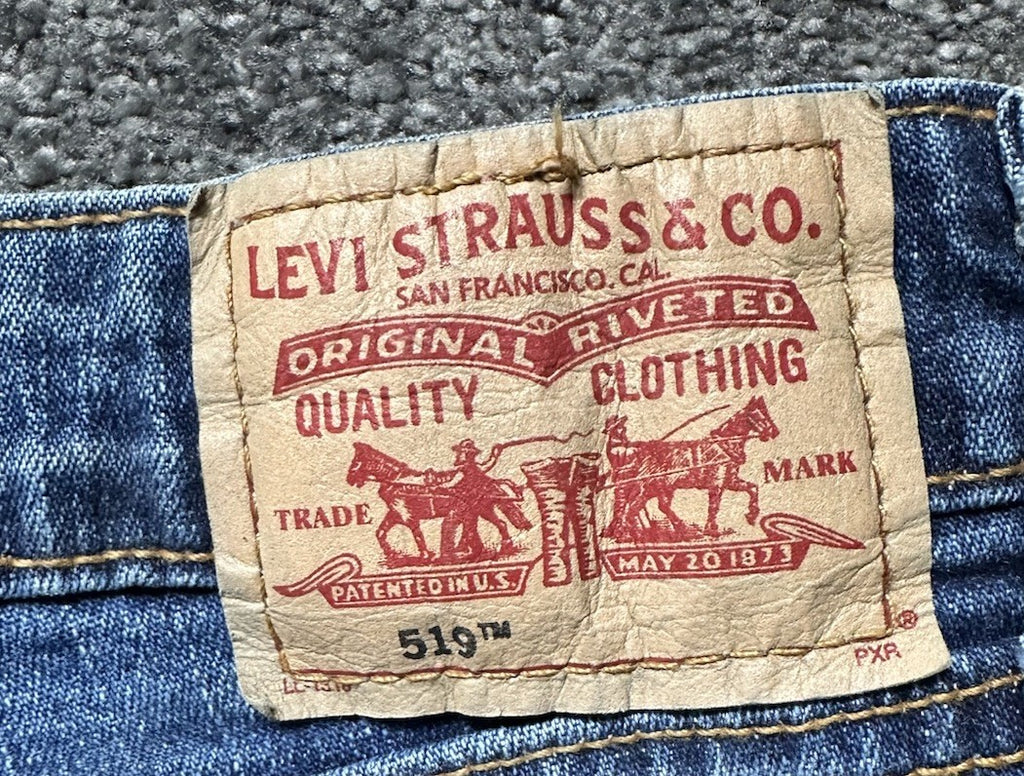 LEVI STRAUSS & CO.
SAN FRANCISCO. CAL.
ORIGINAL RIVETED
QUALITY CLOTHING
TRADE MARK
PATENTED IN U.S. MAY 20 1873
519™
®
PXR